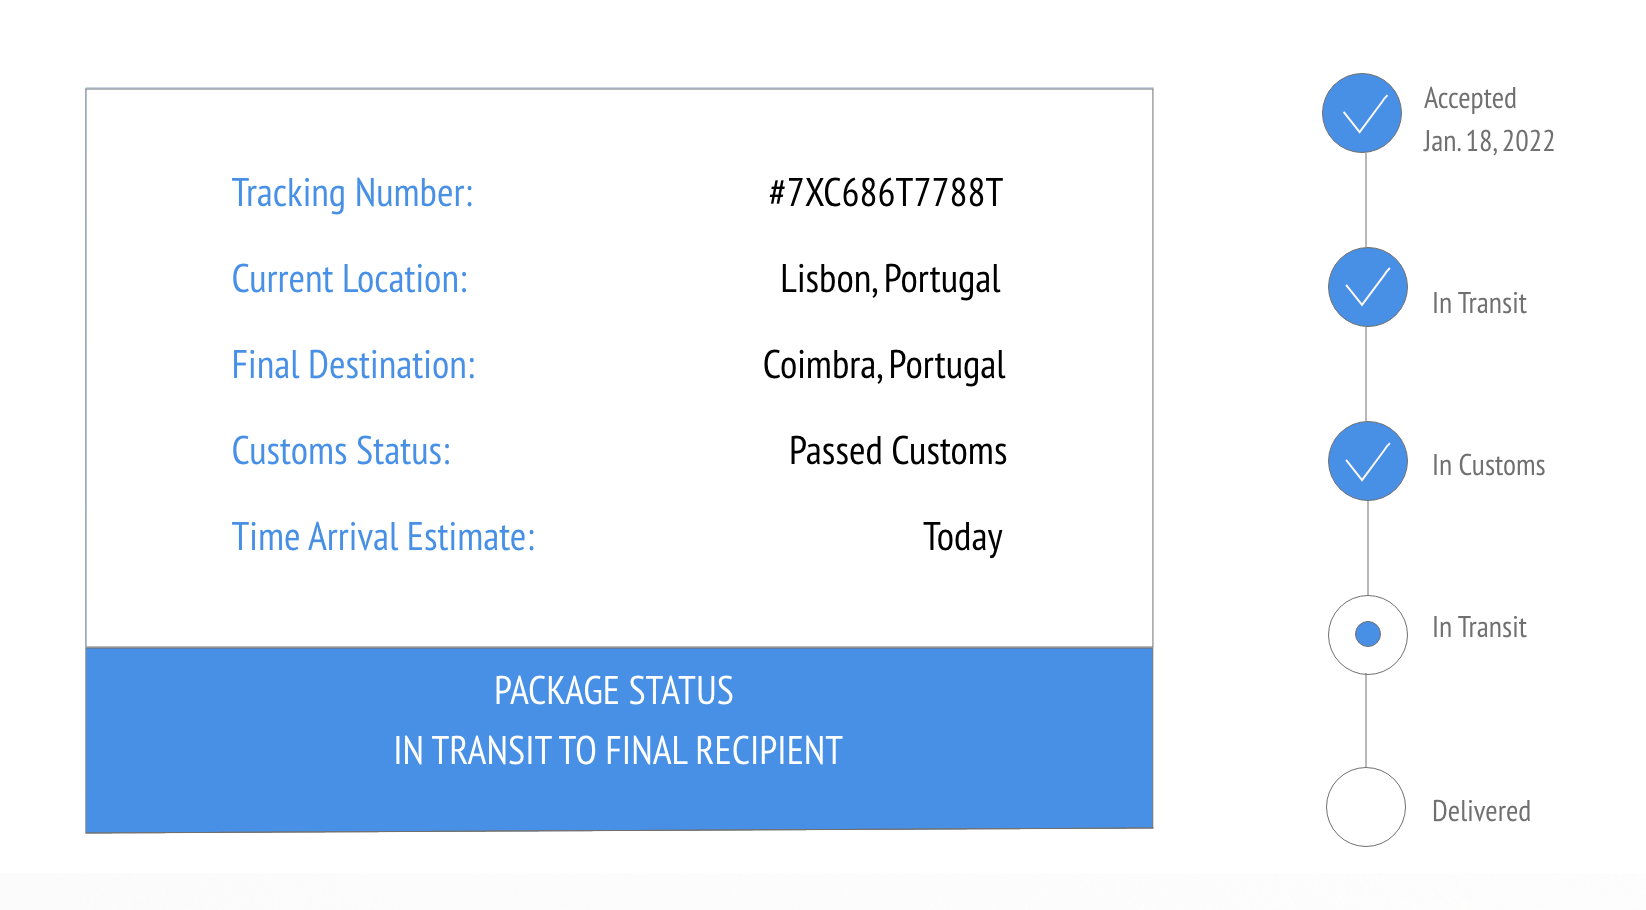 Tracking Number: #7XC686T7788T
Current Location: Lisbon, Portugal
Final Destination: Coimbra, Portugal
Customs Status: Passed Customs
Time Arrival Estimate: Today
PACKAGE STATUS
IN TRANSIT TO FINAL RECIPIENT
Accepted
Jan. 18, 2022
In Transit
In Customs
In Transit
Delivered